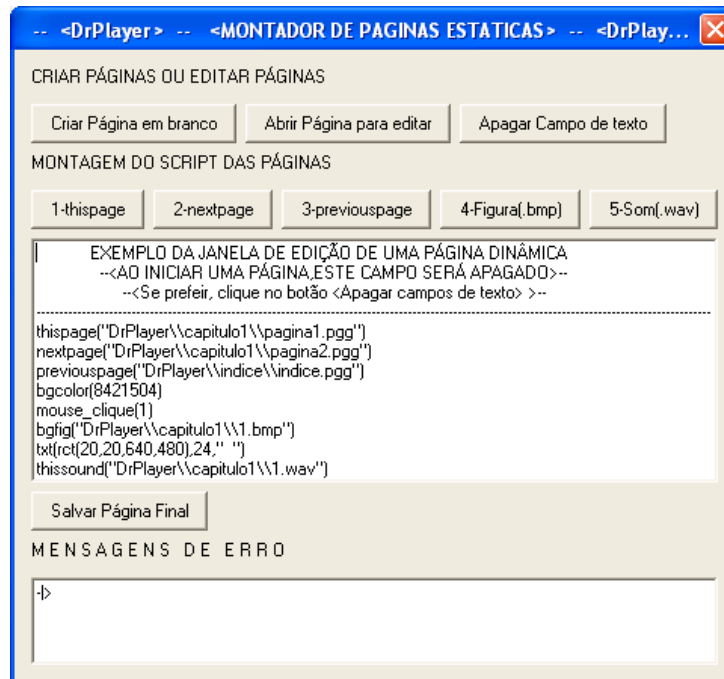 -- <DrPlayer> -- <MONTADOR DE PAGINAS ESTATICAS> -- <DrPlay...
CRIAR PÁGINAS OU EDITAR PÁGINAS
Criar Página em branco Abrir Página para editar Apagar Campo de texto
MONTAGEM DO SCRIPT DAS PÁGINAS
1-thispage 2-nextpage 3-previouspage 4-Figura(.bmp) 5-Som(.wav)
EXEMPLO DA JANELA DE EDIÇÃO DE UMA PÁGINA DINÂMICA
--<AO INICIAR UMA PÁGINA,ESTE CAMPO SERÁ APAGADO>--
--<Se prefeir, clique no botão <Apagar campos de texto> >--
thispage("DrPlayer\\capitulo1\\pagina1.pgg")
nextpage("DrPlayer\\capitulo1\\pagina2.pgg")
previouspage("DrPlayer\\indice\\indice.pgg")
bgcolor(8421504)
mouse_clique(1)
bgfig("DrPlayer\\capitulo1\\1.bmp")
txt(rct(20,20,640,480),24,"  ")
thissound("DrPlayer\\capitulo1\\1.wav")
Salvar Página Final
MENSAGENS DE ERRO
-|>